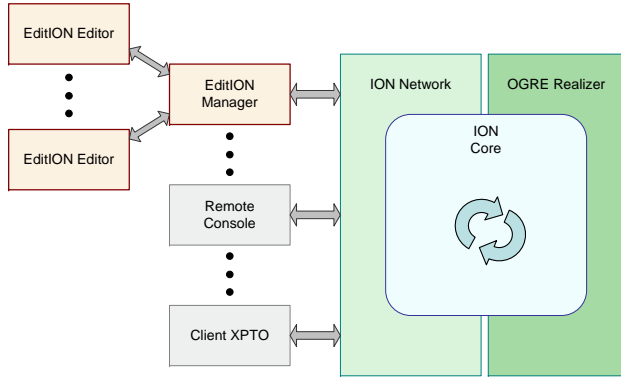 EditION Editor
EditION Editor
EditION
Manager
Remote
Console
Client XPTO
ION Network
OGRE Realizer
ION
Core